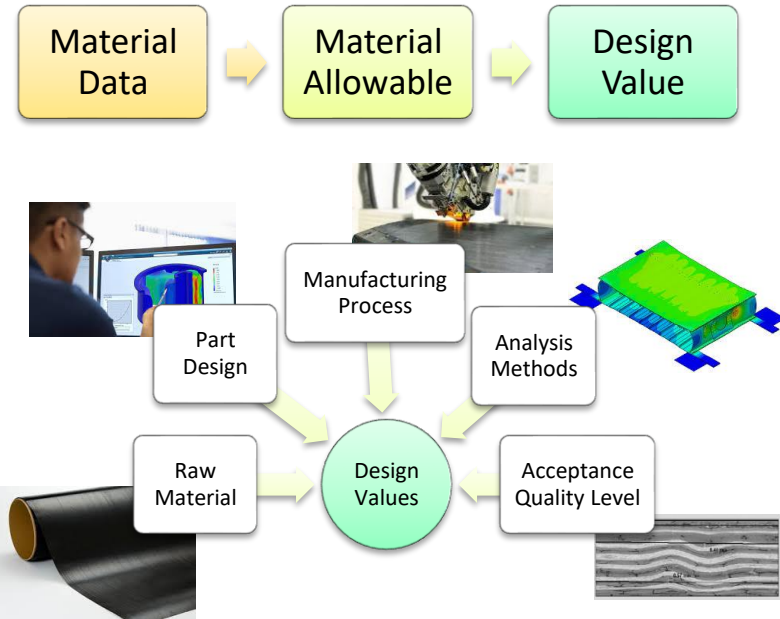 Material
Data
Material
Allowable
Design
Value
Manufacturing
Process
Part
Design
Analysis
Methods
Raw
Material
Design
Values
Acceptance
Quality Level